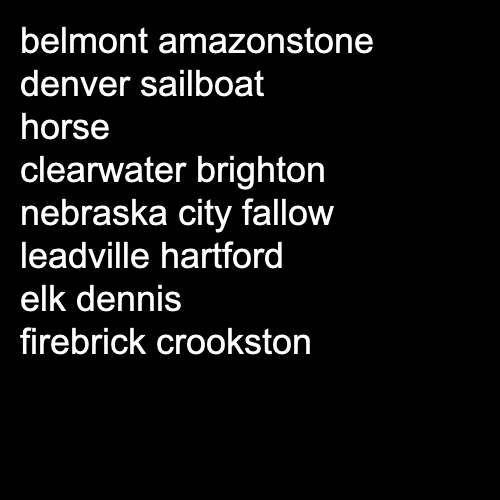 belmont amazonstone
denver sailboat
horse
clearwater brighton
nebraska city fallow
leadville hartford
elk dennis
firebrick crookston